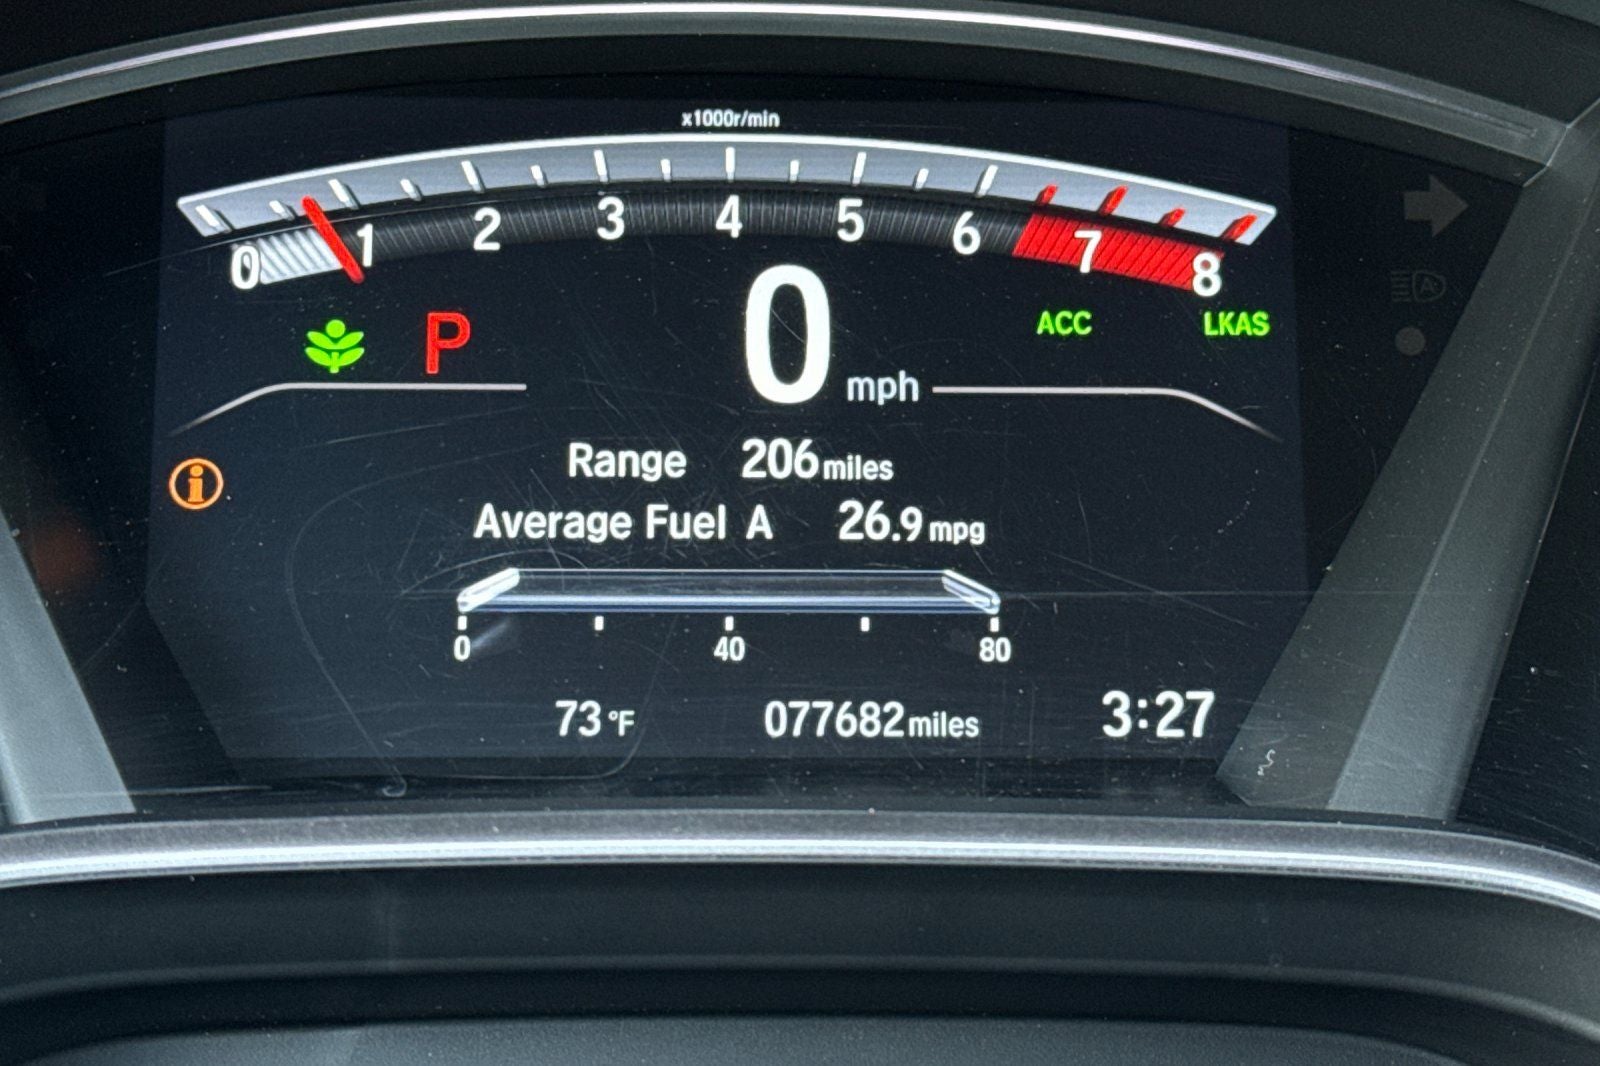 x1000r/min
0 1 2 3 4 5 6 7 8
P 0 mph ACC LKAS
Range 206 miles
i
Average Fuel A 26.9 mpg
0 40 80
73 °F 077682 miles 3:27